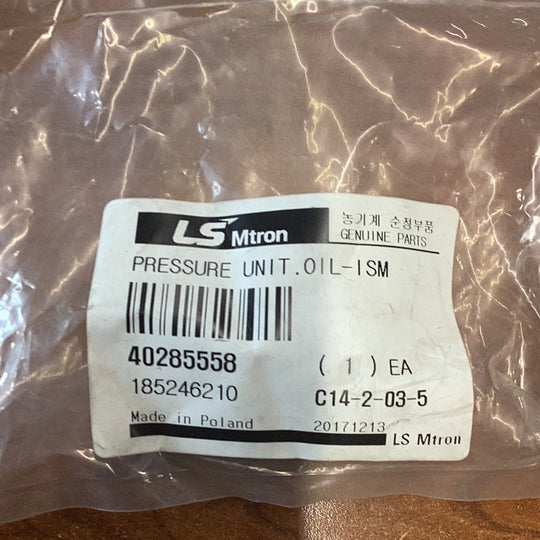 LS Mtron
농기계 순정부품
GENUINE PARTS
PRESSURE UNIT.OIL-ISM
40285558
( 1 ) EA
185246210
C14-2-03-5
Made in Poland
20171213
LS Mtron